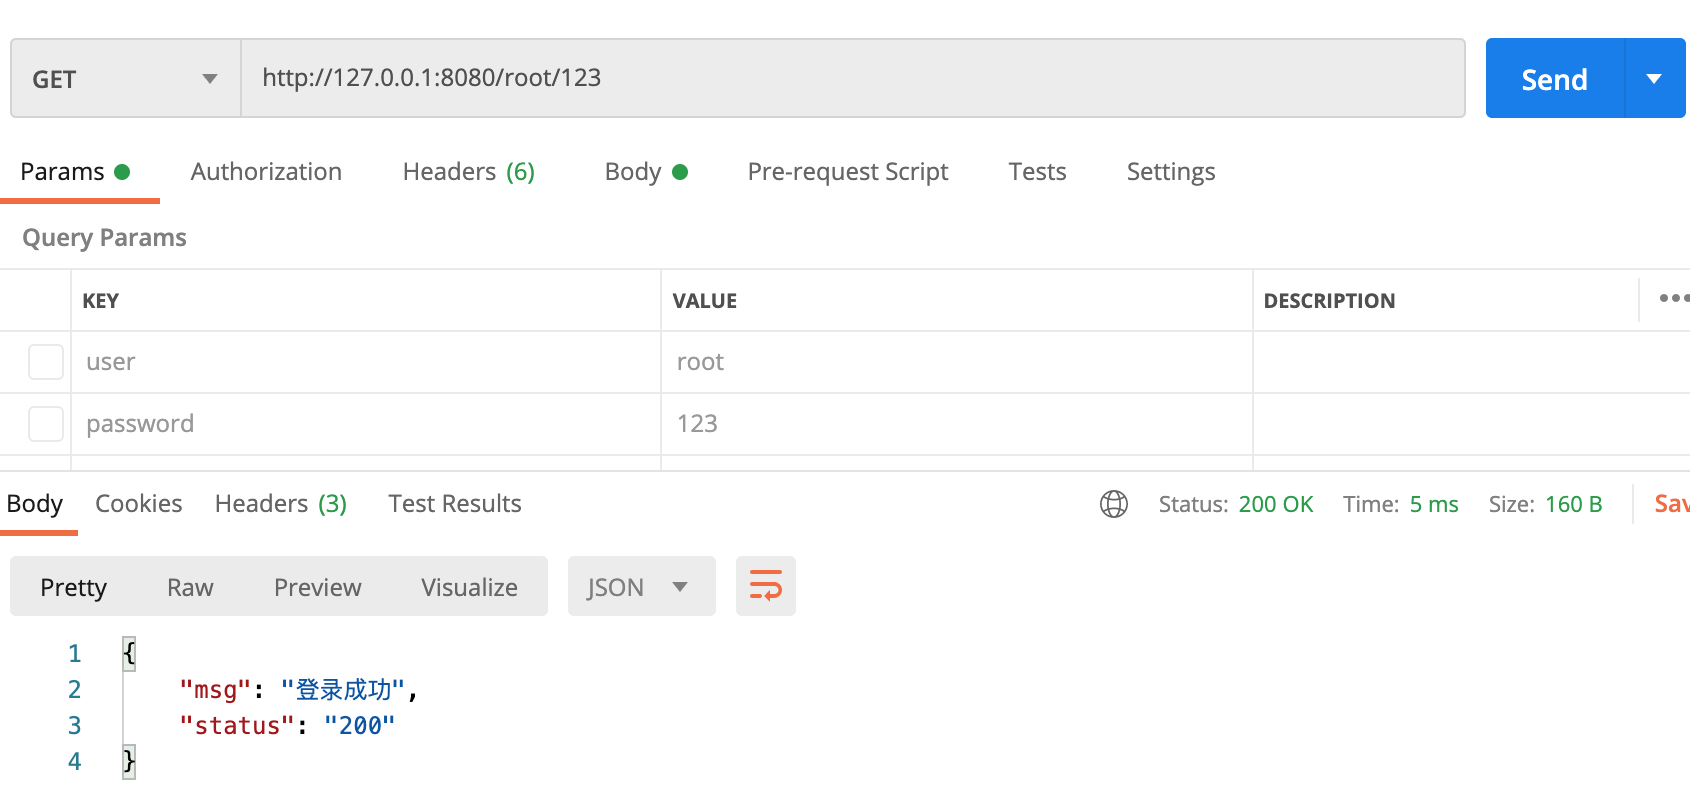 GET http://127.0.0.1:8080/root/123 Send
Params Authorization Headers (6) Body Pre-request Script Tests Settings
Query Params
KEY VALUE DESCRIPTION
user root
password 123
Body Cookies Headers (3) Test Results Status: 200 OK Time: 5 ms Size: 160 B Sav
Pretty Raw Preview Visualize JSON
1 {
2 "msg": "登录成功",
3 "status": "200"
4 }